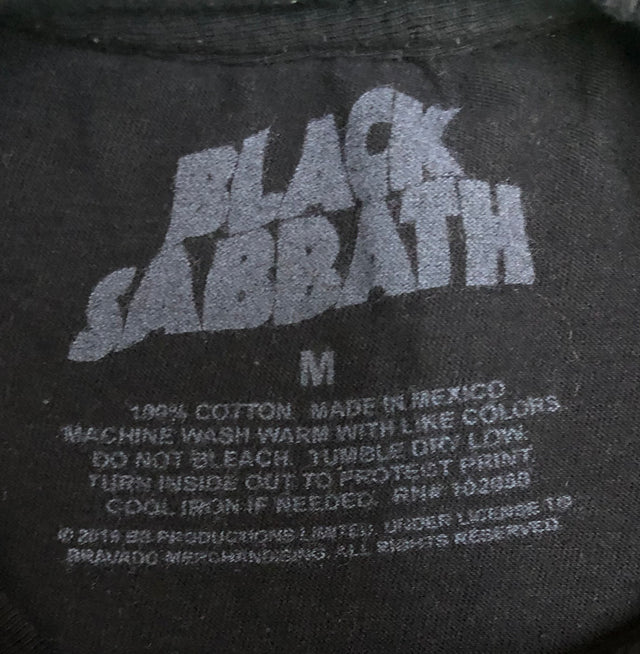 BLACK
SABBATH
M
100% COTTON. MADE IN MEXICO
MACHINE WASH WARM WITH LIKE COLORS.
DO NOT BLEACH. TUMBLE DRY LOW.
TURN INSIDE OUT TO PROTECT PRINT
COOL IRON IF NEEDED. RN#
© 2019 BS PRODUCTIONS LIMITED. UNDER LICENSE TO
BRAVADO MERCHANDISING. ALL RIGHTS RESERVED.